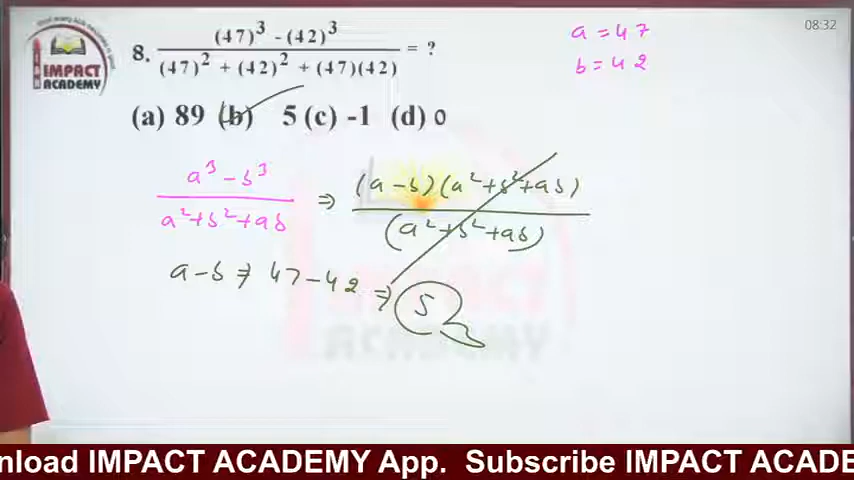 08:32
IMPACT
ACADEMY
8. (47)³ - (42)³ / (47)² + (42)² + (47)(42) = ?
a = 47
b = 42
(a) 89 (b) 5 (c) -1 (d) 0
a³ - b³ / a² + b² + ab ⇒ (a - b)(a² + b² + ab) / (a² + b² + ab)
a - b ⇒ 47 - 42 ⇒ 5
IMPACT
ACADEMY
nload IMPACT ACADEMY App. Subscribe IMPACT ACADE